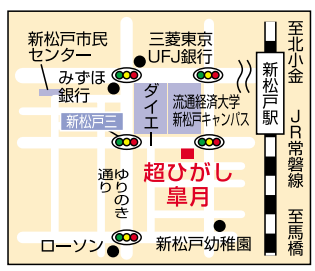 新松戸市民
センター
三菱東京
UFJ銀行
みずほ
銀行
新松戸三
ダイエー
流通経済大学
新松戸キャンパス
新松戸駅
至北小金
JR常磐線
至馬橋
超ひがし
皐月
ゆりのき
通り
ローソン
新松戸幼稚園